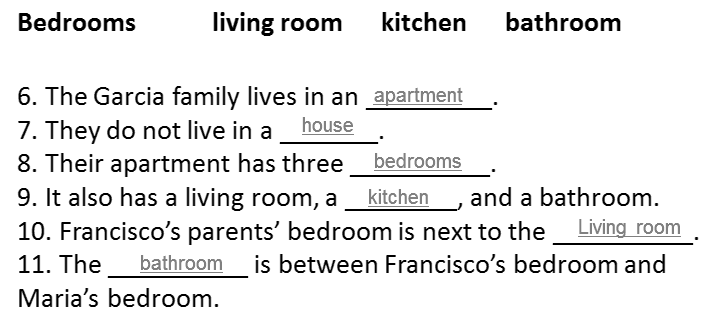 Bedrooms living room kitchen bathroom
6. The Garcia family lives in an apartment.
7. They do not live in a house.
8. Their apartment has three bedrooms.
9. It also has a living room, a kitchen, and a bathroom.
10. Francisco’s parents’ bedroom is next to the Living room.
11. The bathroom is between Francisco’s bedroom and
Maria’s bedroom.